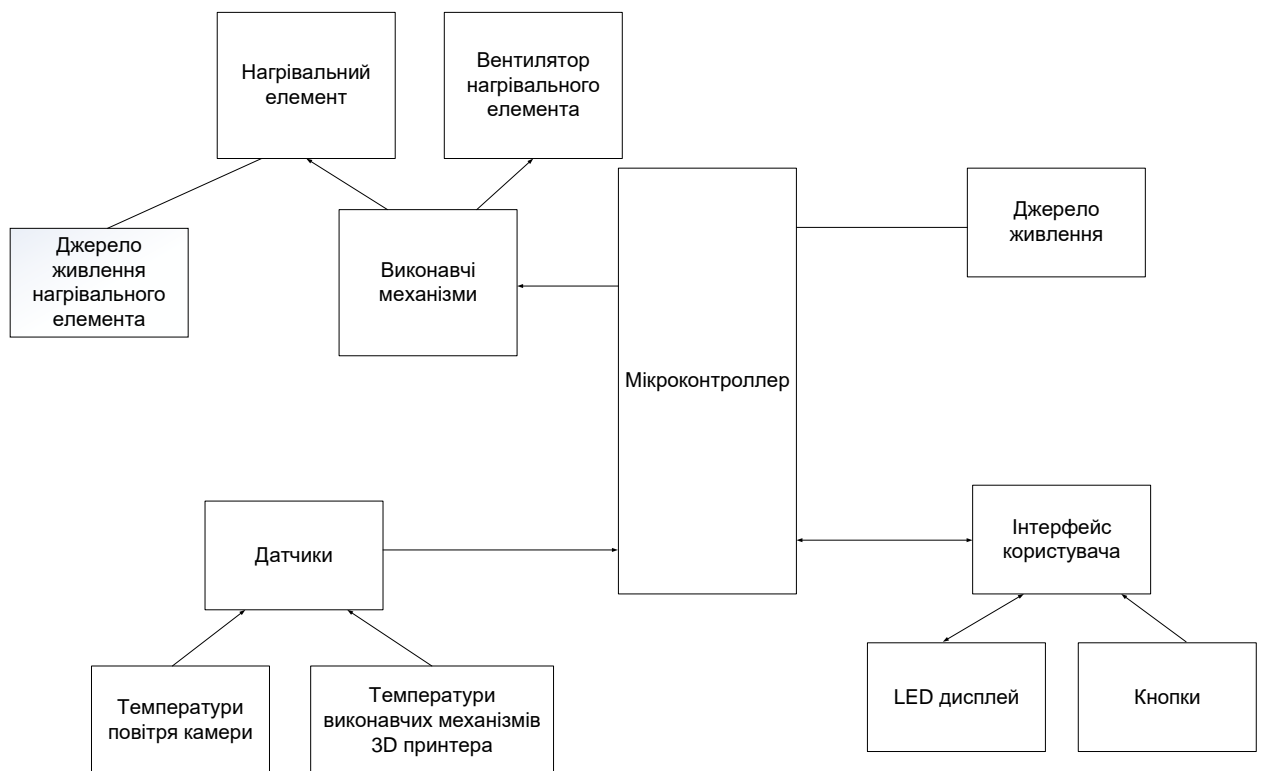 Нагрівальний
елемент
Вентилятор
нагрівального
елемента
Джерело
живлення
Джерело
живлення
нагрівального
елемента
Виконавчі
механізми
Мікроконтроллер
Датчики
Інтерфейс
користувача
Температури
повітря камери
Температури
виконавчих механізмів
3D принтера
LED дисплей
Кнопки